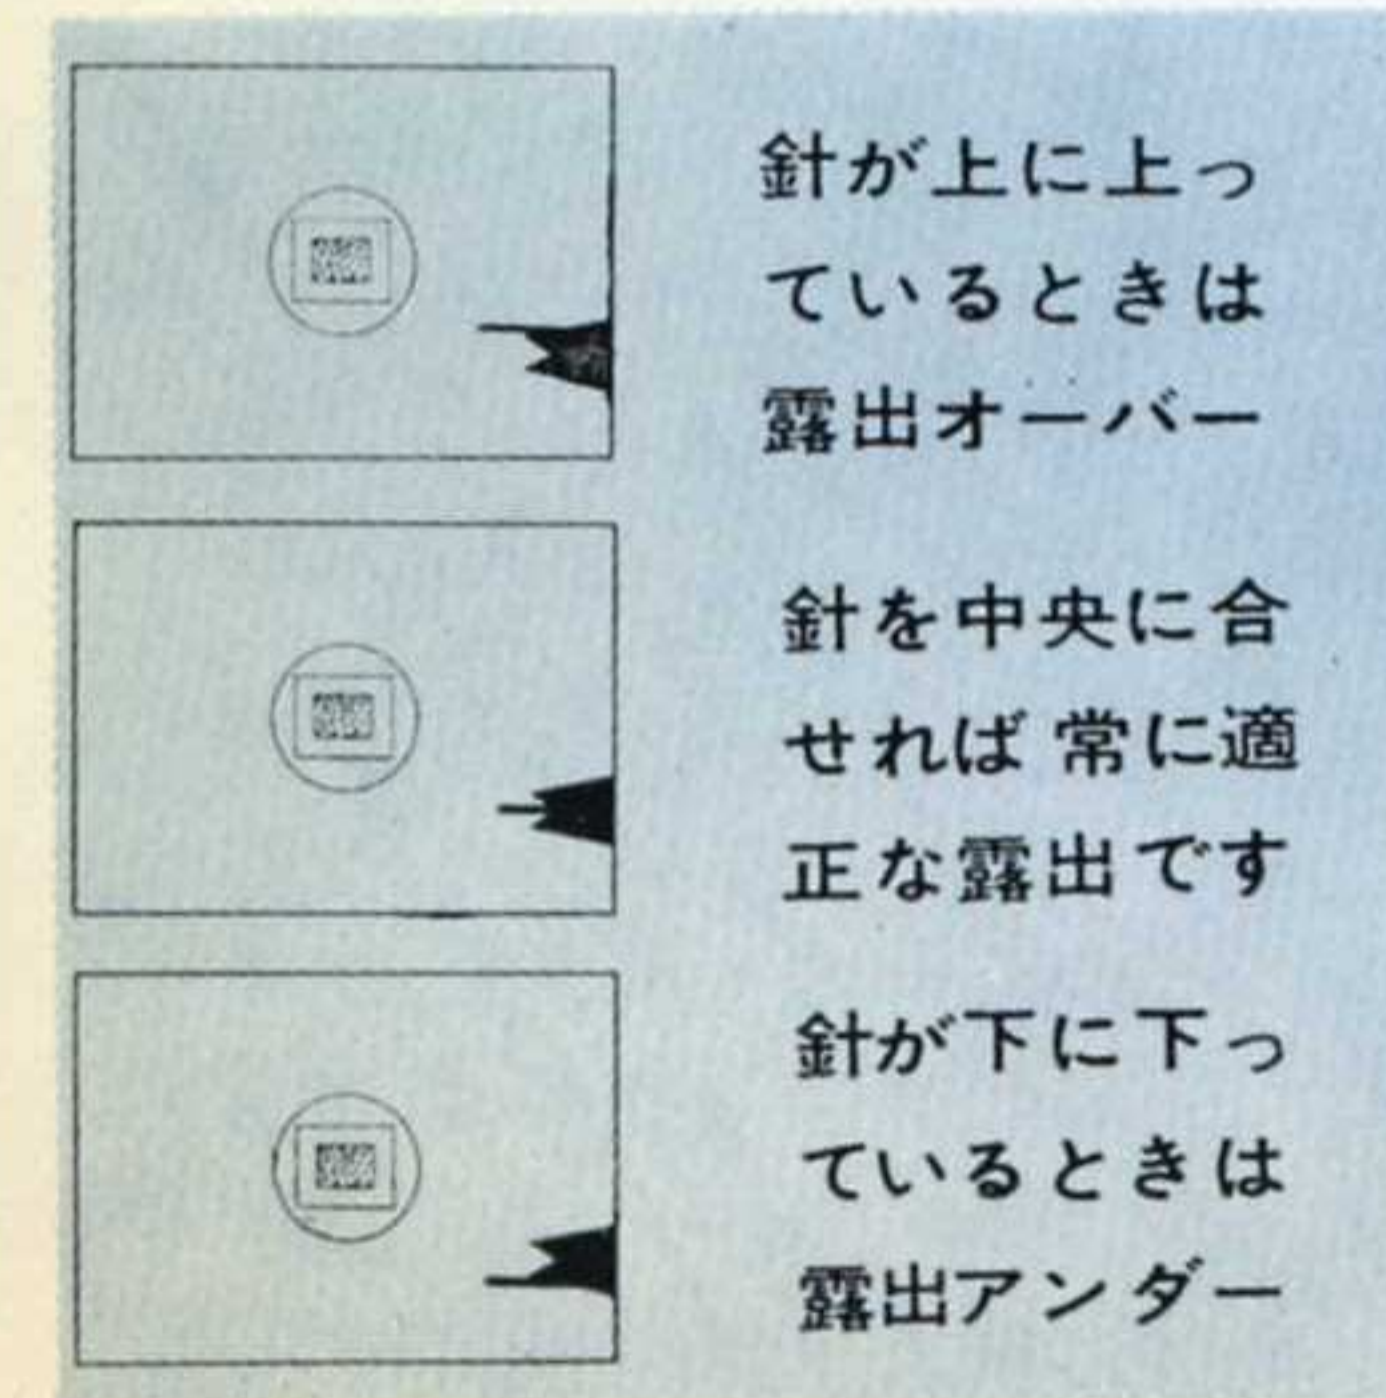 針が上に上っ
ているときは
露出オーバー
針を中央に合
せれば常に適
正な露出です
針が下に下っ
ているときは
露出アンダー